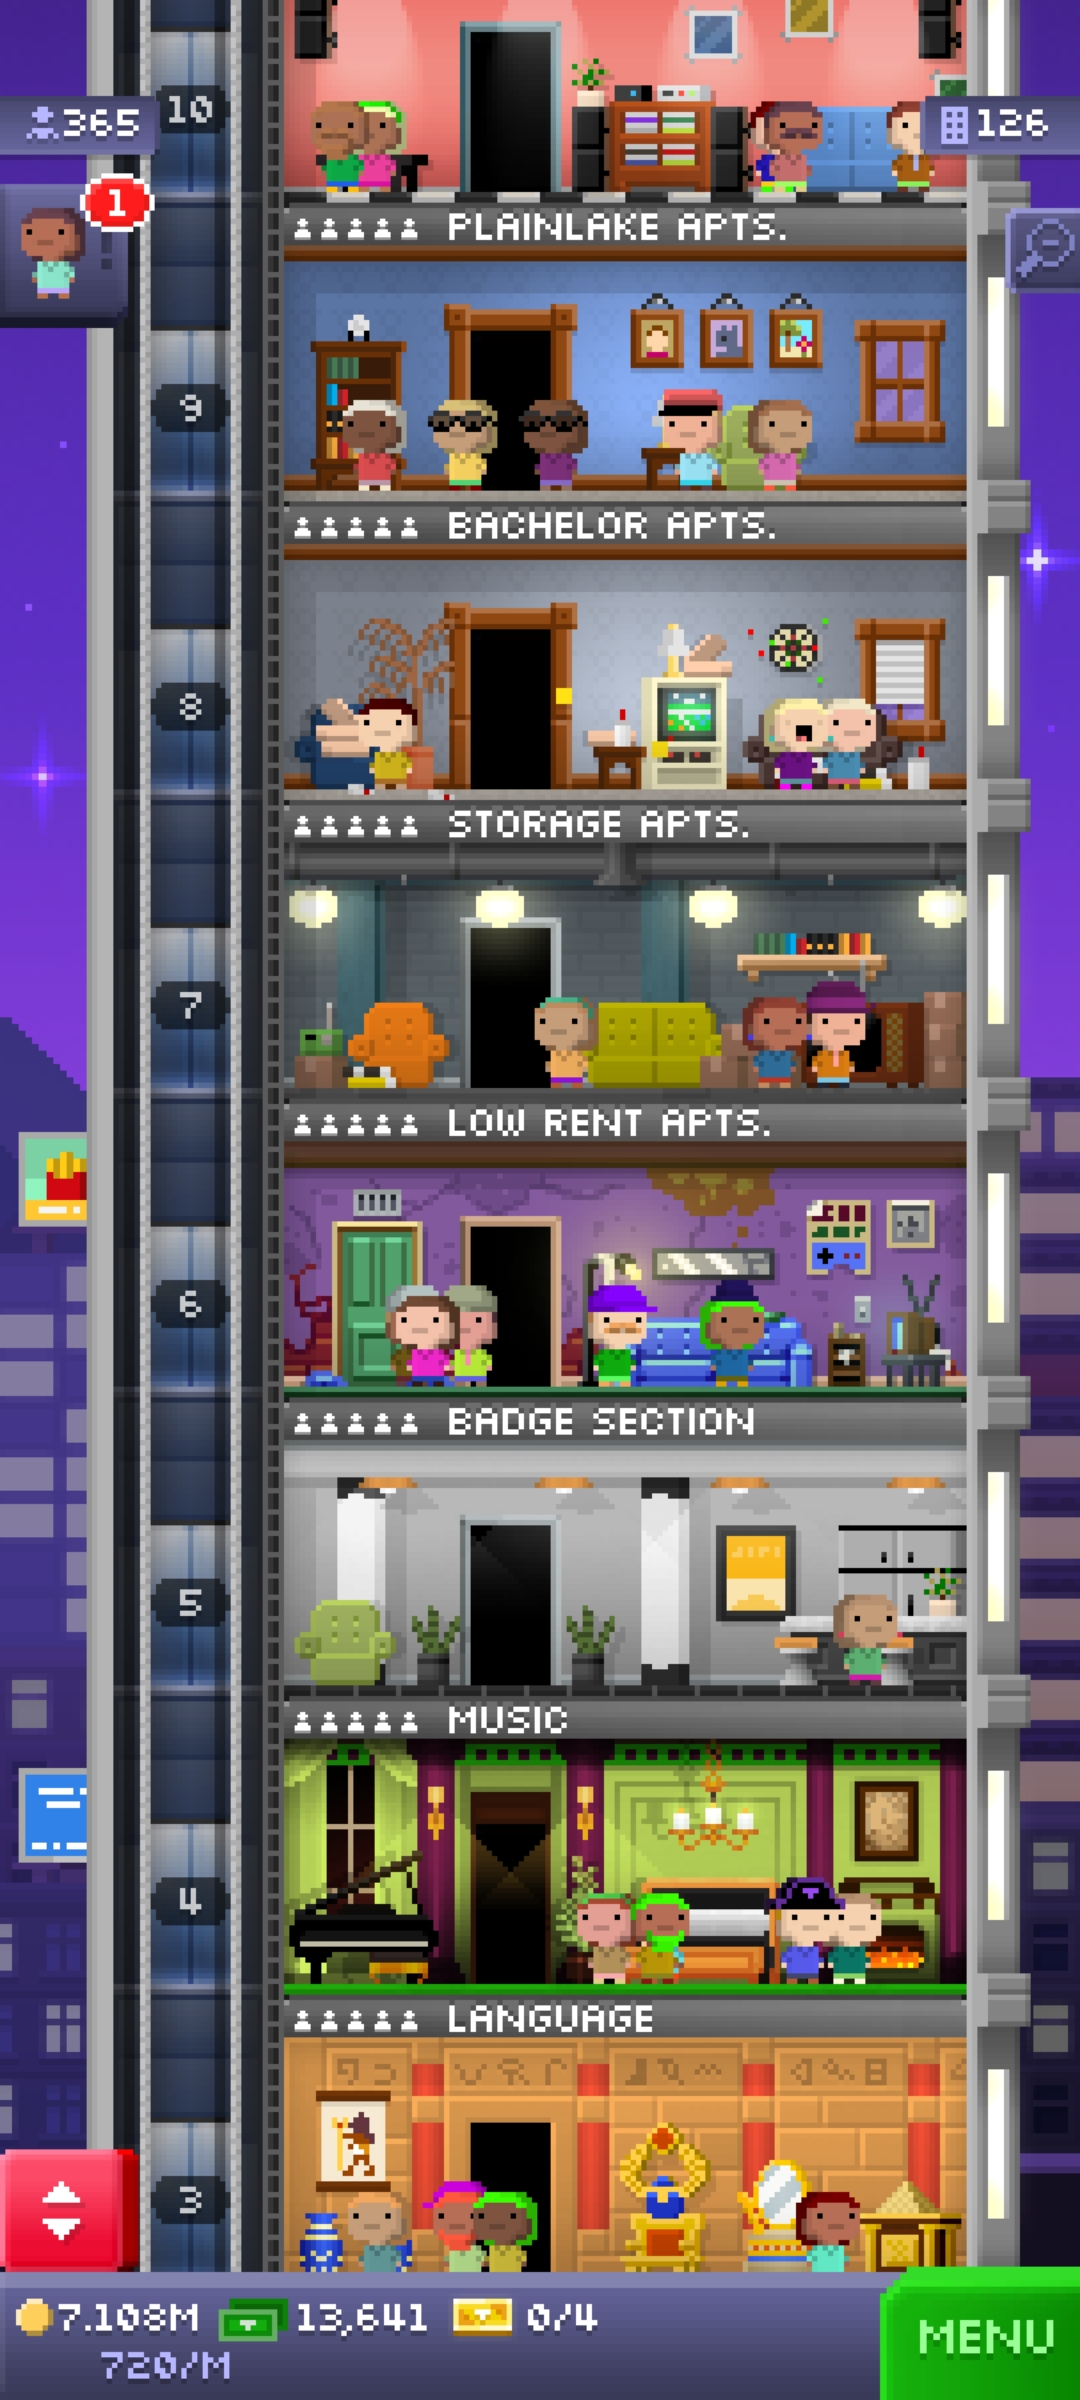 10
365
126
1
PLAINLAKE APTS.
9
BACHELOR APTS.
8
STORAGE APTS.
7
LOW RENT APTS.
6
BADGE SECTION
5
MUSIC
4
LANGUAGE
3
7.108M 13,641 0/4
720/M
MENU